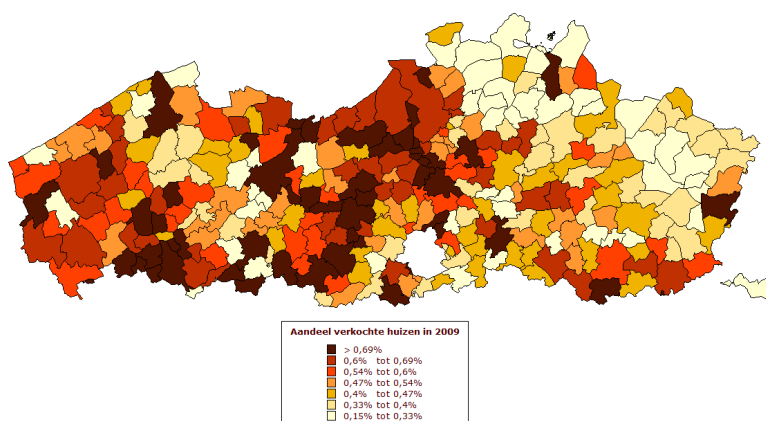 Aandeel verkochte huizen in 2009
> 0,69%
0,6% tot 0,69%
0,54% tot 0,6%
0,47% tot 0,54%
0,4% tot 0,47%
0,33% tot 0,4%
0,15% tot 0,33%